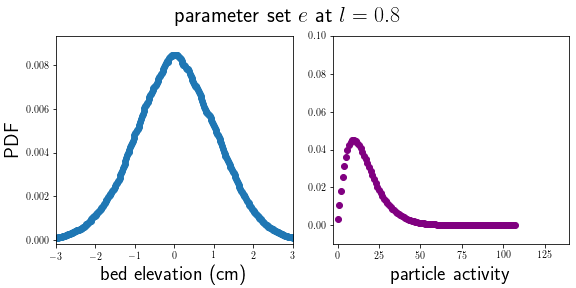 parameter set e at l = 0.8
PDF
0.008
0.006
0.004
0.002
0.000
−3 −2 −1 0 1 2 3
bed elevation (cm)
0.10
0.08
0.06
0.04
0.02
0.00
0 25 50 75 100 125
particle activity